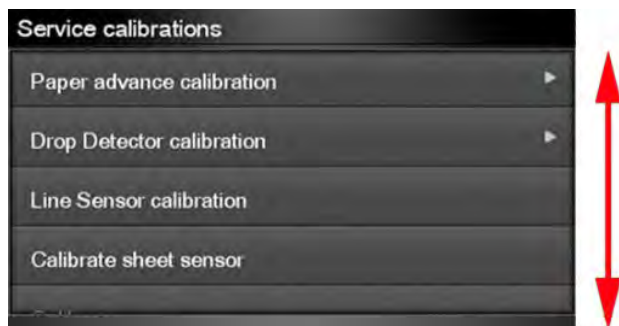 Service calibrations
Paper advance calibration
Drop Detector calibration
Line Sensor calibration
Calibrate sheet sensor